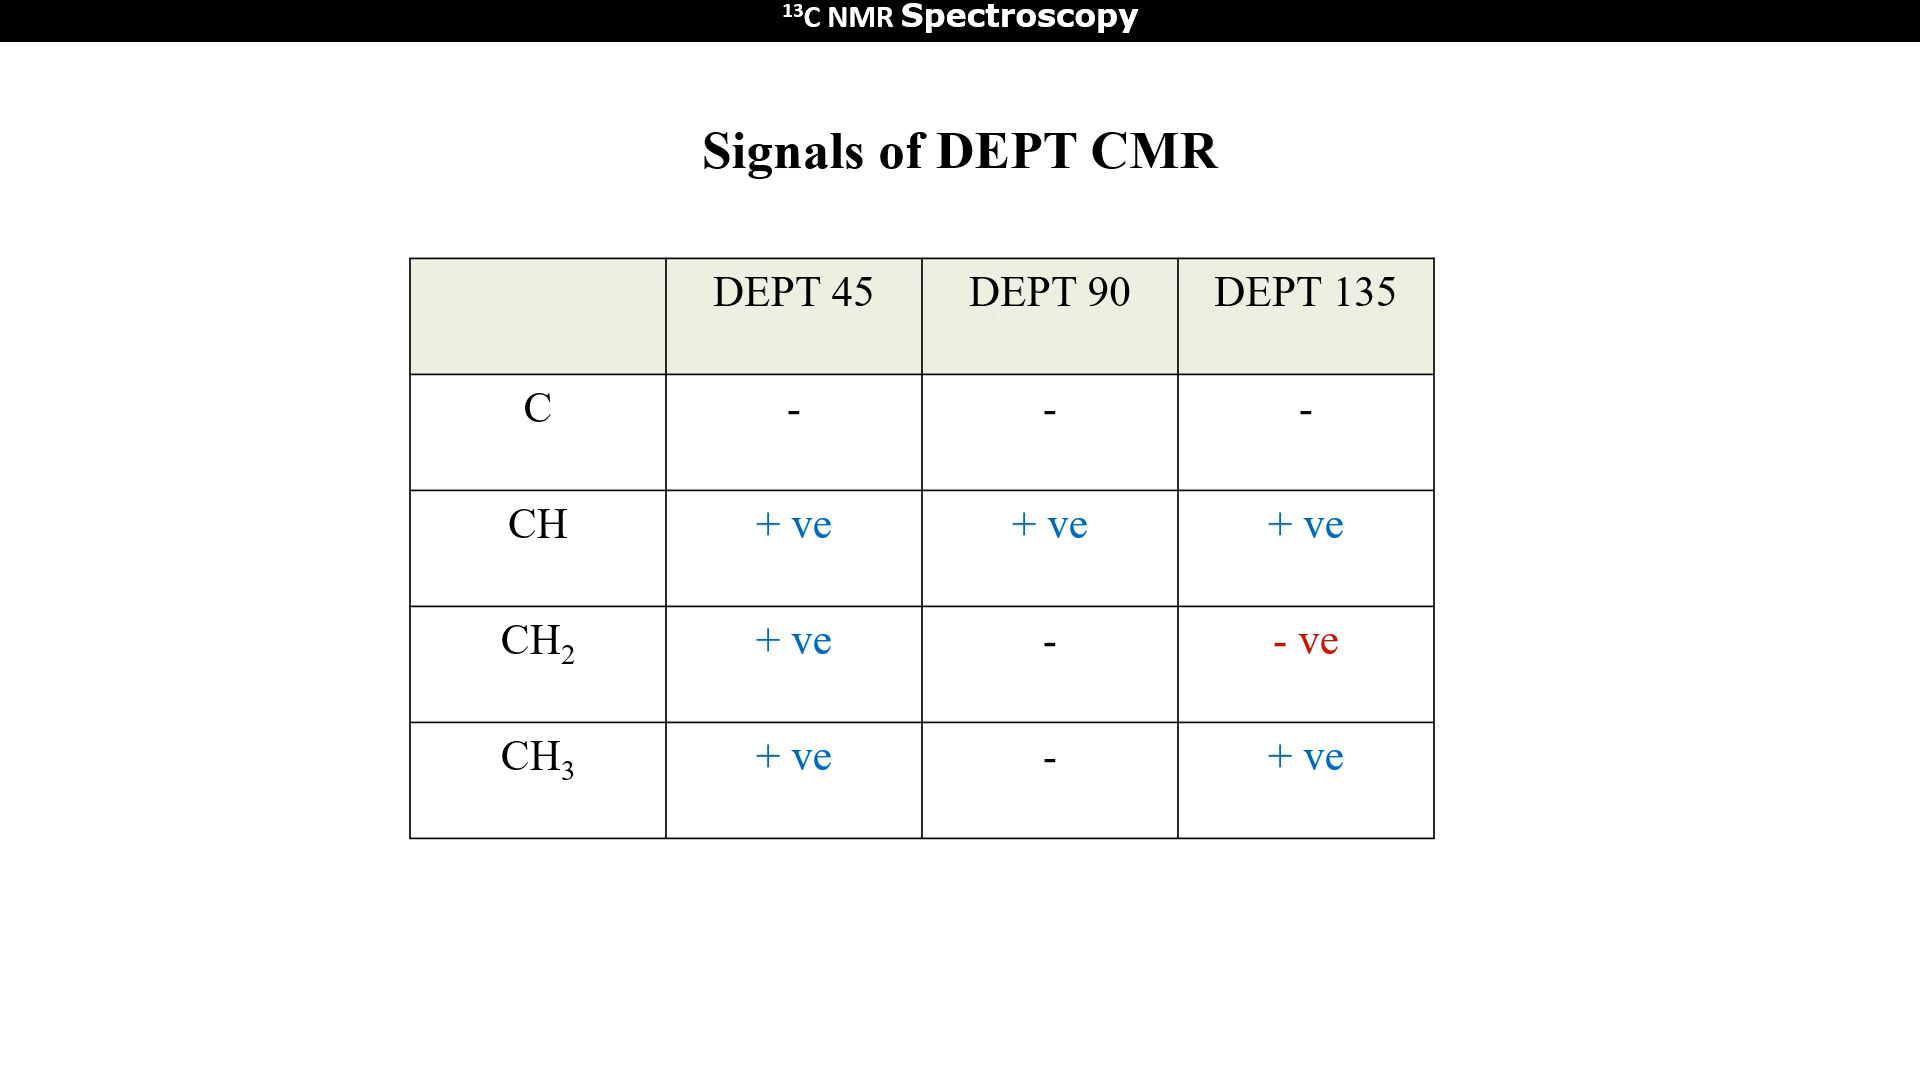 ¹³C NMR Spectroscopy
Signals of DEPT CMR
DEPT 45 DEPT 90 DEPT 135
C - - -
CH + ve + ve + ve
CH₂ + ve - - ve
CH₃ + ve - + ve